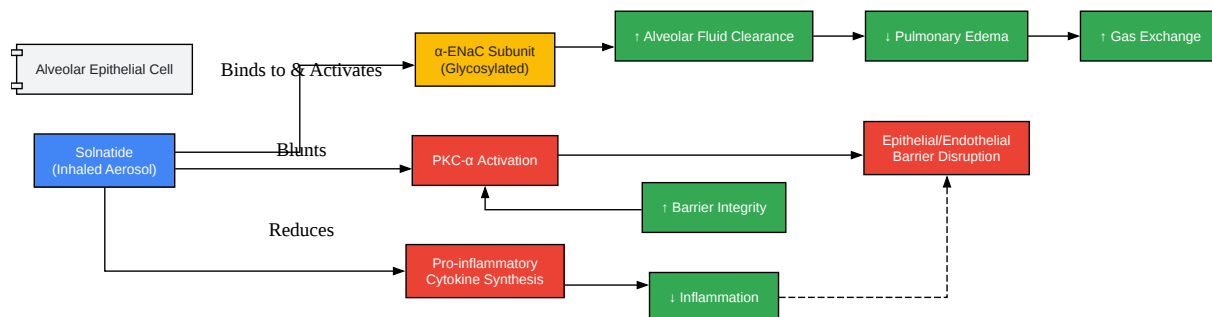 Alveolar Epithelial Cell
Binds to & Activates
α-ENaC Subunit
(Glycosylated)
↑ Alveolar Fluid Clearance
↓ Pulmonary Edema
↑ Gas Exchange
Solnatide
(Inhaled Aerosol)
Blunts
PKC-α Activation
Epithelial/Endothelial
Barrier Disruption
↑ Barrier Integrity
Reduces
Pro-inflammatory
Cytokine Synthesis
↓ Inflammation